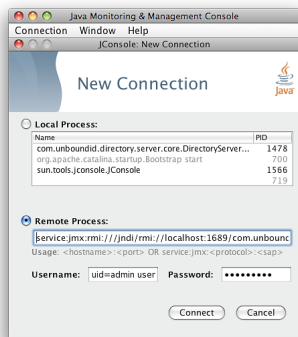 Java Monitoring & Management Console
Connection Window Help
JConsole: New Connection
New Connection
Java
Local Process:
Name PID
com.unboundid.directory.server.core.DirectoryServer... 1478
org.apache.catalina.startup.Bootstrap start 700
sun.tools.jconsole.JConsole 1566
719
Remote Process:
service:jmx:rmi:///jndi/rmi://localhost:1689/com.unbounc
Usage: <hostname>:<port> OR service:jmx:<protocol>:<sap>
Username: uid=admin user Password: •••••••••
Connect Cancel